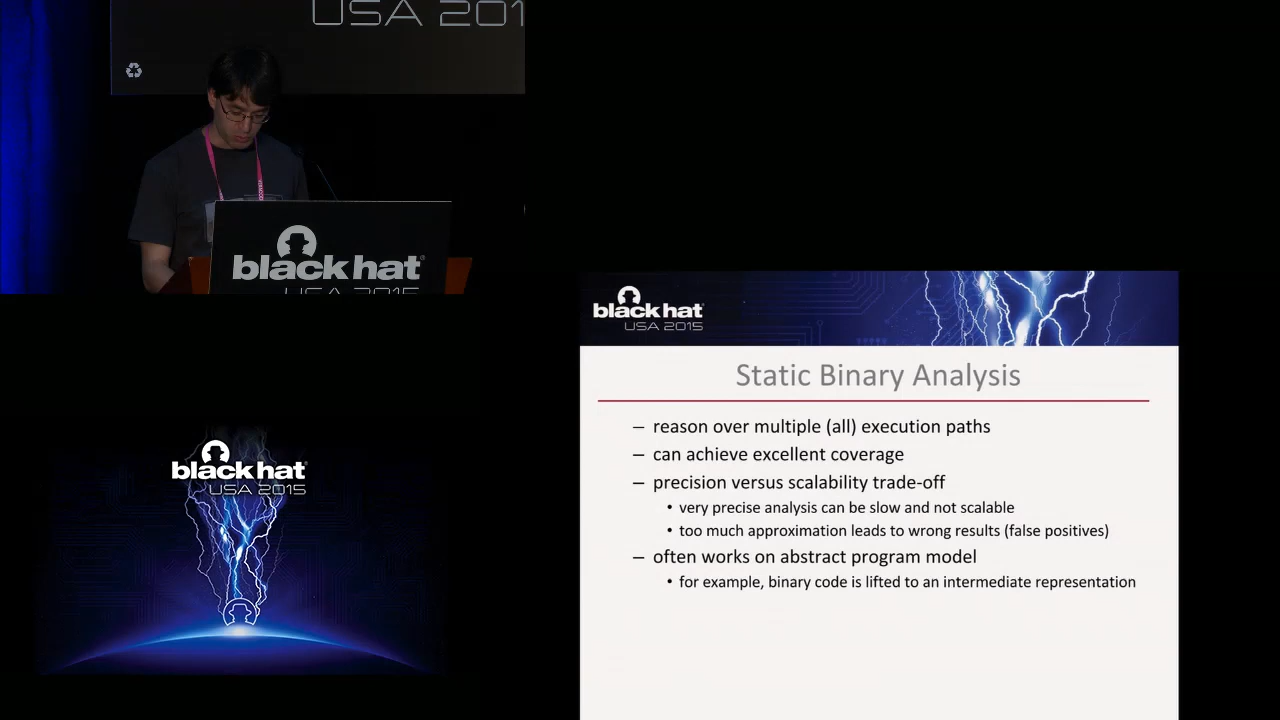 USA 201
black hat
USA 2015
black hat
USA 2015
Static Binary Analysis
– reason over multiple (all) execution paths
– can achieve excellent coverage
– precision versus scalability trade-off
• very precise analysis can be slow and not scalable
• too much approximation leads to wrong results (false positives)
– often works on abstract program model
• for example, binary code is lifted to an intermediate representation
black hat
USA 2015